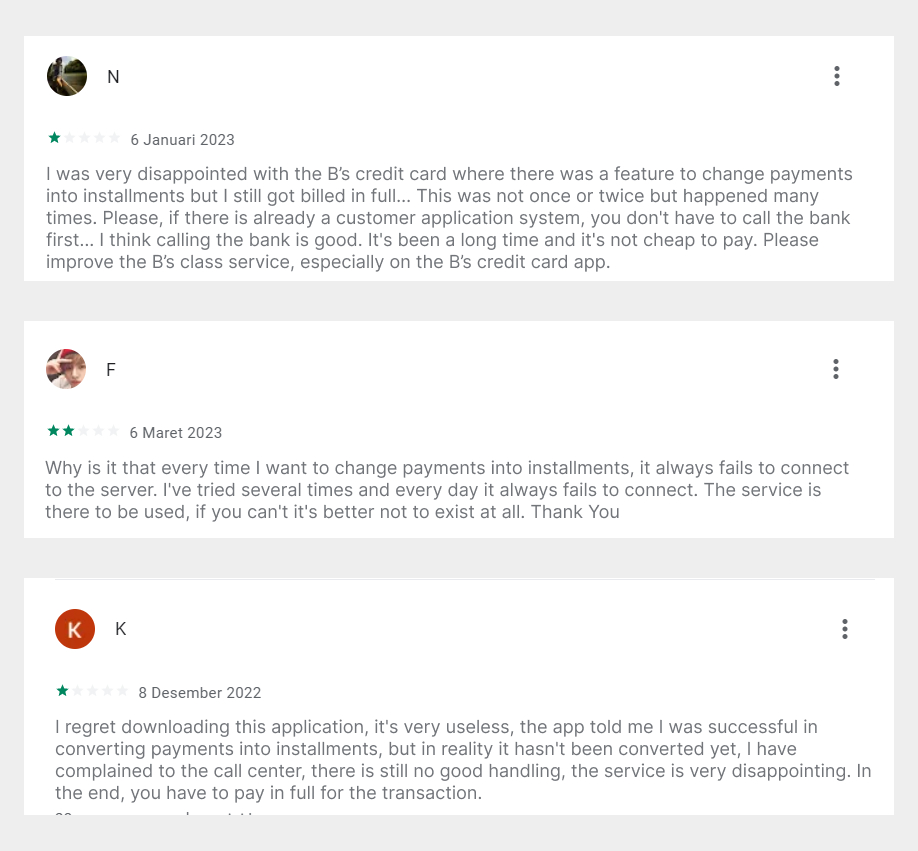 N
6 Januari 2023
I was very disappointed with the B’s credit card where there was a feature to change payments
into installments but I still got billed in full... This was not once or twice but happened many
times. Please, if there is already a customer application system, you don't have to call the bank
first... I think calling the bank is good. It's been a long time and it's not cheap to pay. Please
improve the B’s class service, especially on the B’s credit card app.
F
6 Maret 2023
Why is it that every time I want to change payments into installments, it always fails to connect
to the server. I've tried several times and every day it always fails to connect. The service is
there to be used, if you can't it's better not to exist at all. Thank You
K
K
8 Desember 2022
I regret downloading this application, it's very useless, the app told me I was successful in
converting payments into installments, but in reality it hasn't been converted yet, I have
complained to the call center, there is still no good handling, the service is very disappointing. In
the end, you have to pay in full for the transaction.